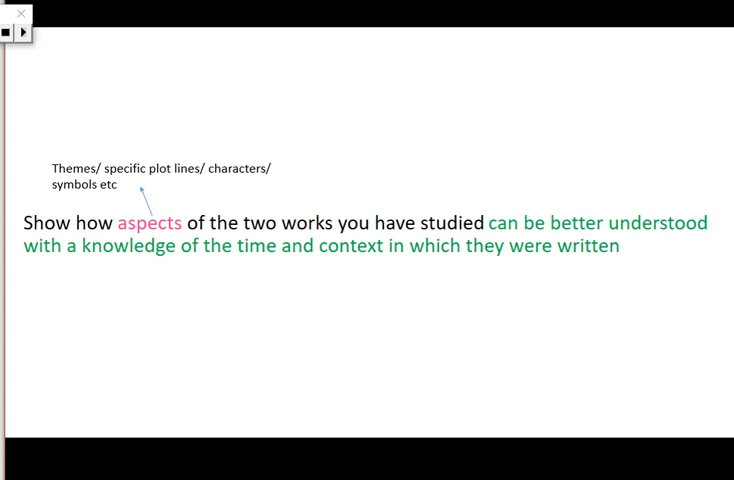 Themes/ specific plot lines/ characters/
symbols etc
Show how aspects of the two works you have studied can be better understood
with a knowledge of the time and context in which they were written